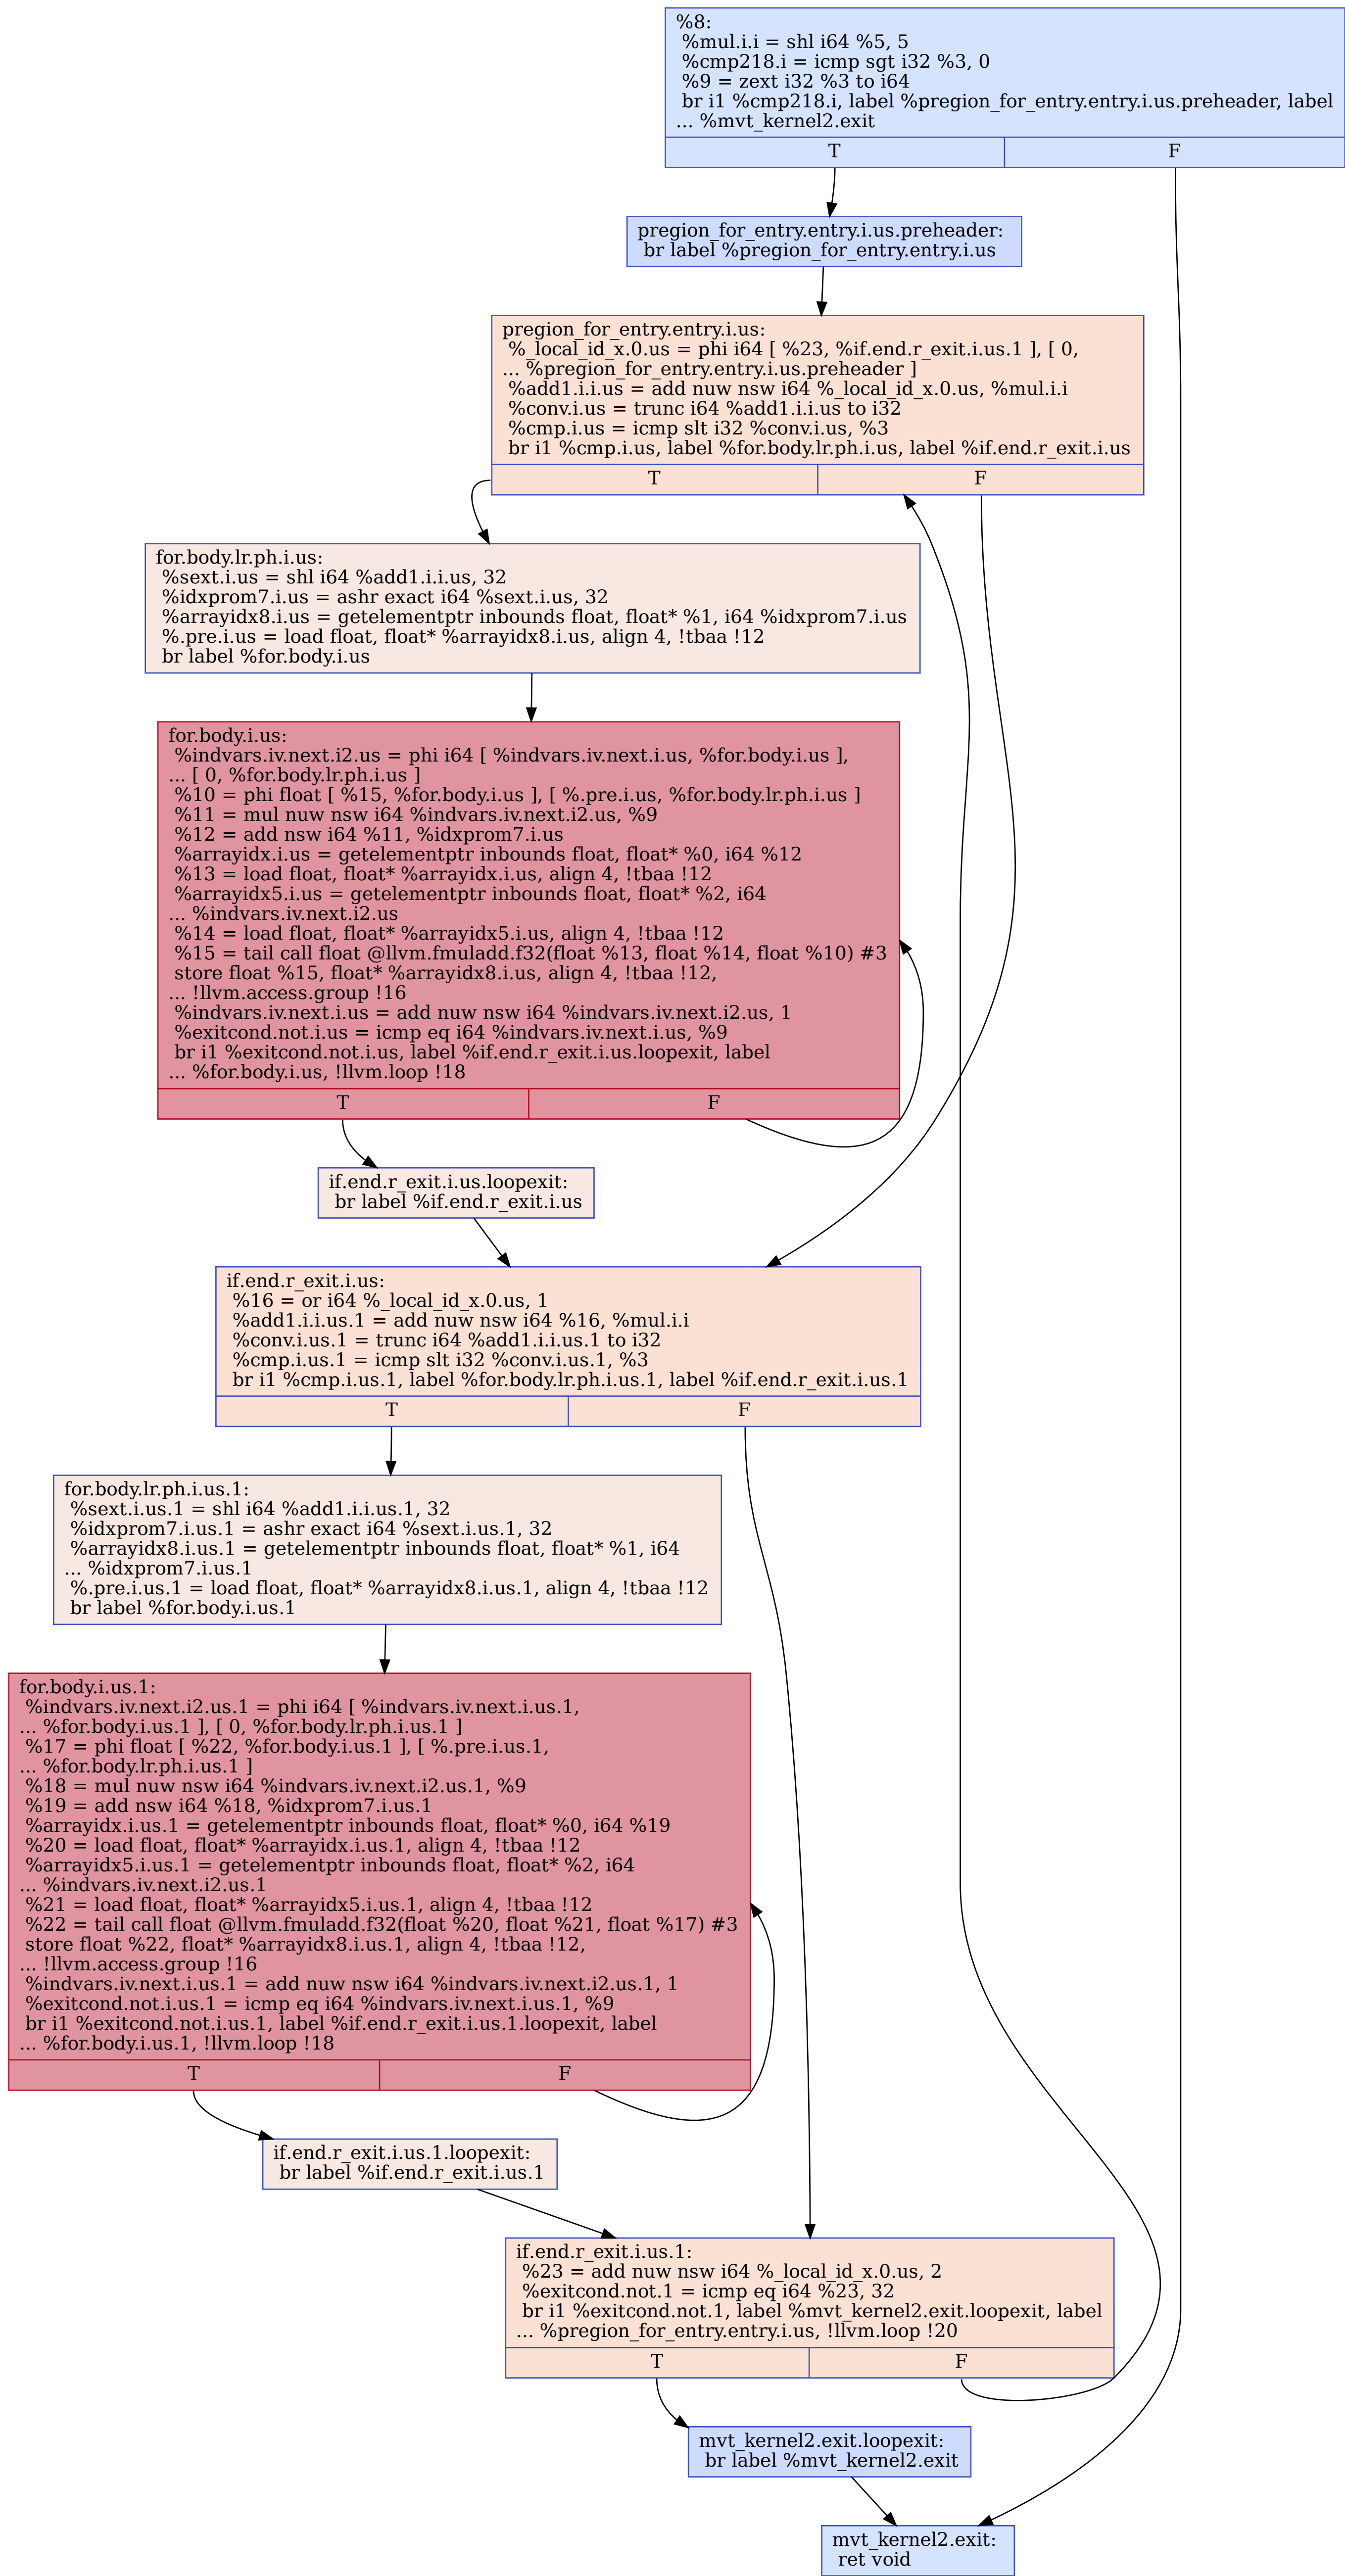 %8:
%mul.i.i = shl i64 %5, 5
%cmp218.i = icmp sgt i32 %3, 0
%9 = zext i32 %3 to i64
br i1 %cmp218.i, label %pregion_for_entry.entry.i.us.preheader, label
... %mvt_kernel2.exit
T F
pregion_for_entry.entry.i.us.preheader:
br label %pregion_for_entry.entry.i.us
pregion_for_entry.entry.i.us:
%_local_id_x.0.us = phi i64 [ %23, %if.end.r_exit.i.us.1 ], [ 0,
... %pregion_for_entry.entry.i.us.preheader ]
%add1.i.i.us = add nuw nsw i64 %_local_id_x.0.us, %mul.i.i
%conv.i.us = trunc i64 %add1.i.i.us to i32
%cmp.i.us = icmp slt i32 %conv.i.us, %3
br i1 %cmp.i.us, label %for.body.lr.ph.i.us, label %if.end.r_exit.i.us
T F
for.body.lr.ph.i.us:
%sext.i.us = shl i64 %add1.i.i.us, 32
%idxprom7.i.us = ashr exact i64 %sext.i.us, 32
%arrayidx8.i.us = getelementptr inbounds float, float* %1, i64 %idxprom7.i.us
%.pre.i.us = load float, float* %arrayidx8.i.us, align 4, !tbaa !12
br label %for.body.i.us
for.body.i.us:
%indvars.iv.next.i2.us = phi i64 [ %indvars.iv.next.i.us, %for.body.i.us ],
... [ 0, %for.body.lr.ph.i.us ]
%10 = phi float [ %15, %for.body.i.us ], [ %.pre.i.us, %for.body.lr.ph.i.us ]
%11 = mul nuw nsw i64 %indvars.iv.next.i2.us, %9
%12 = add nsw i64 %11, %idxprom7.i.us
%arrayidx.i.us = getelementptr inbounds float, float* %0, i64 %12
%13 = load float, float* %arrayidx.i.us, align 4, !tbaa !12
%arrayidx5.i.us = getelementptr inbounds float, float* %2, i64
... %indvars.iv.next.i2.us
%14 = load float, float* %arrayidx5.i.us, align 4, !tbaa !12
%15 = tail call float @llvm.fmuladd.f32(float %13, float %14, float %10) #3
store float %15, float* %arrayidx8.i.us, align 4, !tbaa !12,
... !llvm.access.group !16
%indvars.iv.next.i.us = add nuw nsw i64 %indvars.iv.next.i2.us, 1
%exitcond.not.i.us = icmp eq i64 %indvars.iv.next.i.us, %9
br i1 %exitcond.not.i.us, label %if.end.r_exit.i.us.loopexit, label
... %for.body.i.us, !llvm.loop !18
T F
if.end.r_exit.i.us.loopexit:
br label %if.end.r_exit.i.us
if.end.r_exit.i.us:
%16 = or i64 %_local_id_x.0.us, 1
%add1.i.i.us.1 = add nuw nsw i64 %16, %mul.i.i
%conv.i.us.1 = trunc i64 %add1.i.i.us.1 to i32
%cmp.i.us.1 = icmp slt i32 %conv.i.us.1, %3
br i1 %cmp.i.us.1, label %for.body.lr.ph.i.us.1, label %if.end.r_exit.i.us.1
T F
for.body.lr.ph.i.us.1:
%sext.i.us.1 = shl i64 %add1.i.i.us.1, 32
%idxprom7.i.us.1 = ashr exact i64 %sext.i.us.1, 32
%arrayidx8.i.us.1 = getelementptr inbounds float, float* %1, i64
... %idxprom7.i.us.1
%.pre.i.us.1 = load float, float* %arrayidx8.i.us.1, align 4, !tbaa !12
br label %for.body.i.us.1
for.body.i.us.1:
%indvars.iv.next.i2.us.1 = phi i64 [ %indvars.iv.next.i.us.1,
... %for.body.i.us.1 ], [ 0, %for.body.lr.ph.i.us.1 ]
%17 = phi float [ %22, %for.body.i.us.1 ], [ %.pre.i.us.1,
... %for.body.lr.ph.i.us.1 ]
%18 = mul nuw nsw i64 %indvars.iv.next.i2.us.1, %9
%19 = add nsw i64 %18, %idxprom7.i.us.1
%arrayidx.i.us.1 = getelementptr inbounds float, float* %0, i64 %19
%20 = load float, float* %arrayidx.i.us.1, align 4, !tbaa !12
%arrayidx5.i.us.1 = getelementptr inbounds float, float* %2, i64
... %indvars.iv.next.i2.us.1
%21 = load float, float* %arrayidx5.i.us.1, align 4, !tbaa !12
%22 = tail call float @llvm.fmuladd.f32(float %20, float %21, float %17) #3
store float %22, float* %arrayidx8.i.us.1, align 4, !tbaa !12,
... !llvm.access.group !16
%indvars.iv.next.i.us.1 = add nuw nsw i64 %indvars.iv.next.i2.us.1, 1
%exitcond.not.i.us.1 = icmp eq i64 %indvars.iv.next.i.us.1, %9
br i1 %exitcond.not.i.us.1, label %if.end.r_exit.i.us.1.loopexit, label
... %for.body.i.us.1, !llvm.loop !18
T F
if.end.r_exit.i.us.1.loopexit:
br label %if.end.r_exit.i.us.1
if.end.r_exit.i.us.1:
%23 = add nuw nsw i64 %_local_id_x.0.us, 2
%exitcond.not.1 = icmp eq i64 %23, 32
br i1 %exitcond.not.1, label %mvt_kernel2.exit.loopexit, label
... %pregion_for_entry.entry.i.us, !llvm.loop !20
T F
mvt_kernel2.exit.loopexit:
br label %mvt_kernel2.exit
mvt_kernel2.exit:
ret void